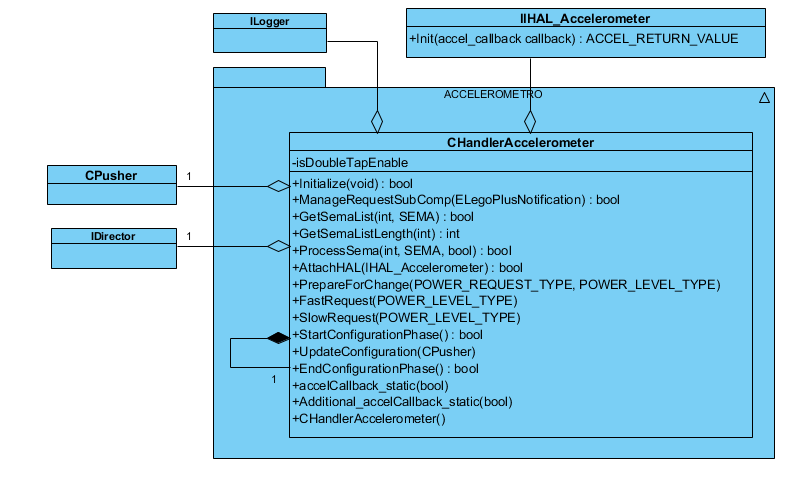 ILogger
IIHAL_Accelerometer
+Init(accel_callback callback) : ACCEL_RETURN_VALUE
ACCELEROMETRO
CHandlerAccelerometer
-isDoubleTapEnable
CPusher
1
+Initialize(void) : bool
+ManageRequestSubComp(ELegoPlusNotification) : bool
+GetSemaList(int, SEMA) : bool
+GetSemaListLength(int) : int
IDirector
1
+ProcessSema(int, SEMA, bool) : bool
+AttachHAL(IHAL_Accelerometer) : bool
+PrepareForChange(POWER_REQUEST_TYPE, POWER_LEVEL_TYPE)
+FastRequest(POWER_LEVEL_TYPE)
+SlowRequest(POWER_LEVEL_TYPE)
+StartConfigurationPhase() : bool
+UpdateConfiguration(CPusher)
+EndConfigurationPhase() : bool
1
+accelCallback_static(bool)
+Additional_accelCallback_static(bool)
+CHandlerAccelerometer()